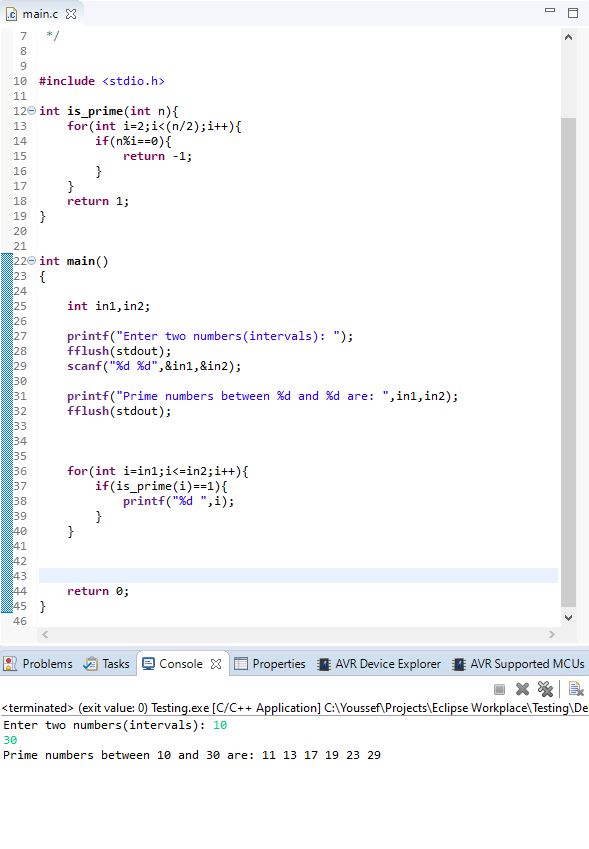 main.c
7 */
8
9
10 #include <stdio.h>
11
12 int is_prime(int n){
13 for(int i=2;i<(n/2);i++){
14 if(n%i==0){
15 return -1;
16 }
17 }
18 return 1;
19 }
20
21
22 int main()
23 {
24
25 int in1,in2;
26
27 printf("Enter two numbers(intervals): ");
28 fflush(stdout);
29 scanf("%d %d",&in1,&in2);
30
31 printf("Prime numbers between %d and %d are: ",in1,in2);
32 fflush(stdout);
33
34
35
36 for(int i=in1;i<=in2;i++){
37 if(is_prime(i)==1){
38 printf("%d ",i);
39 }
40 }
41
42
43
44 return 0;
45 }
46
Problems Tasks Console Properties AVR Device Explorer AVR Supported MCUs
<terminated> (exit value: 0) Testing.exe [C/C++ Application] C:\Youssef\Projects\Eclipse Workplace\Testing\De
Enter two numbers(intervals): 10
30
Prime numbers between 10 and 30 are: 11 13 17 19 23 29